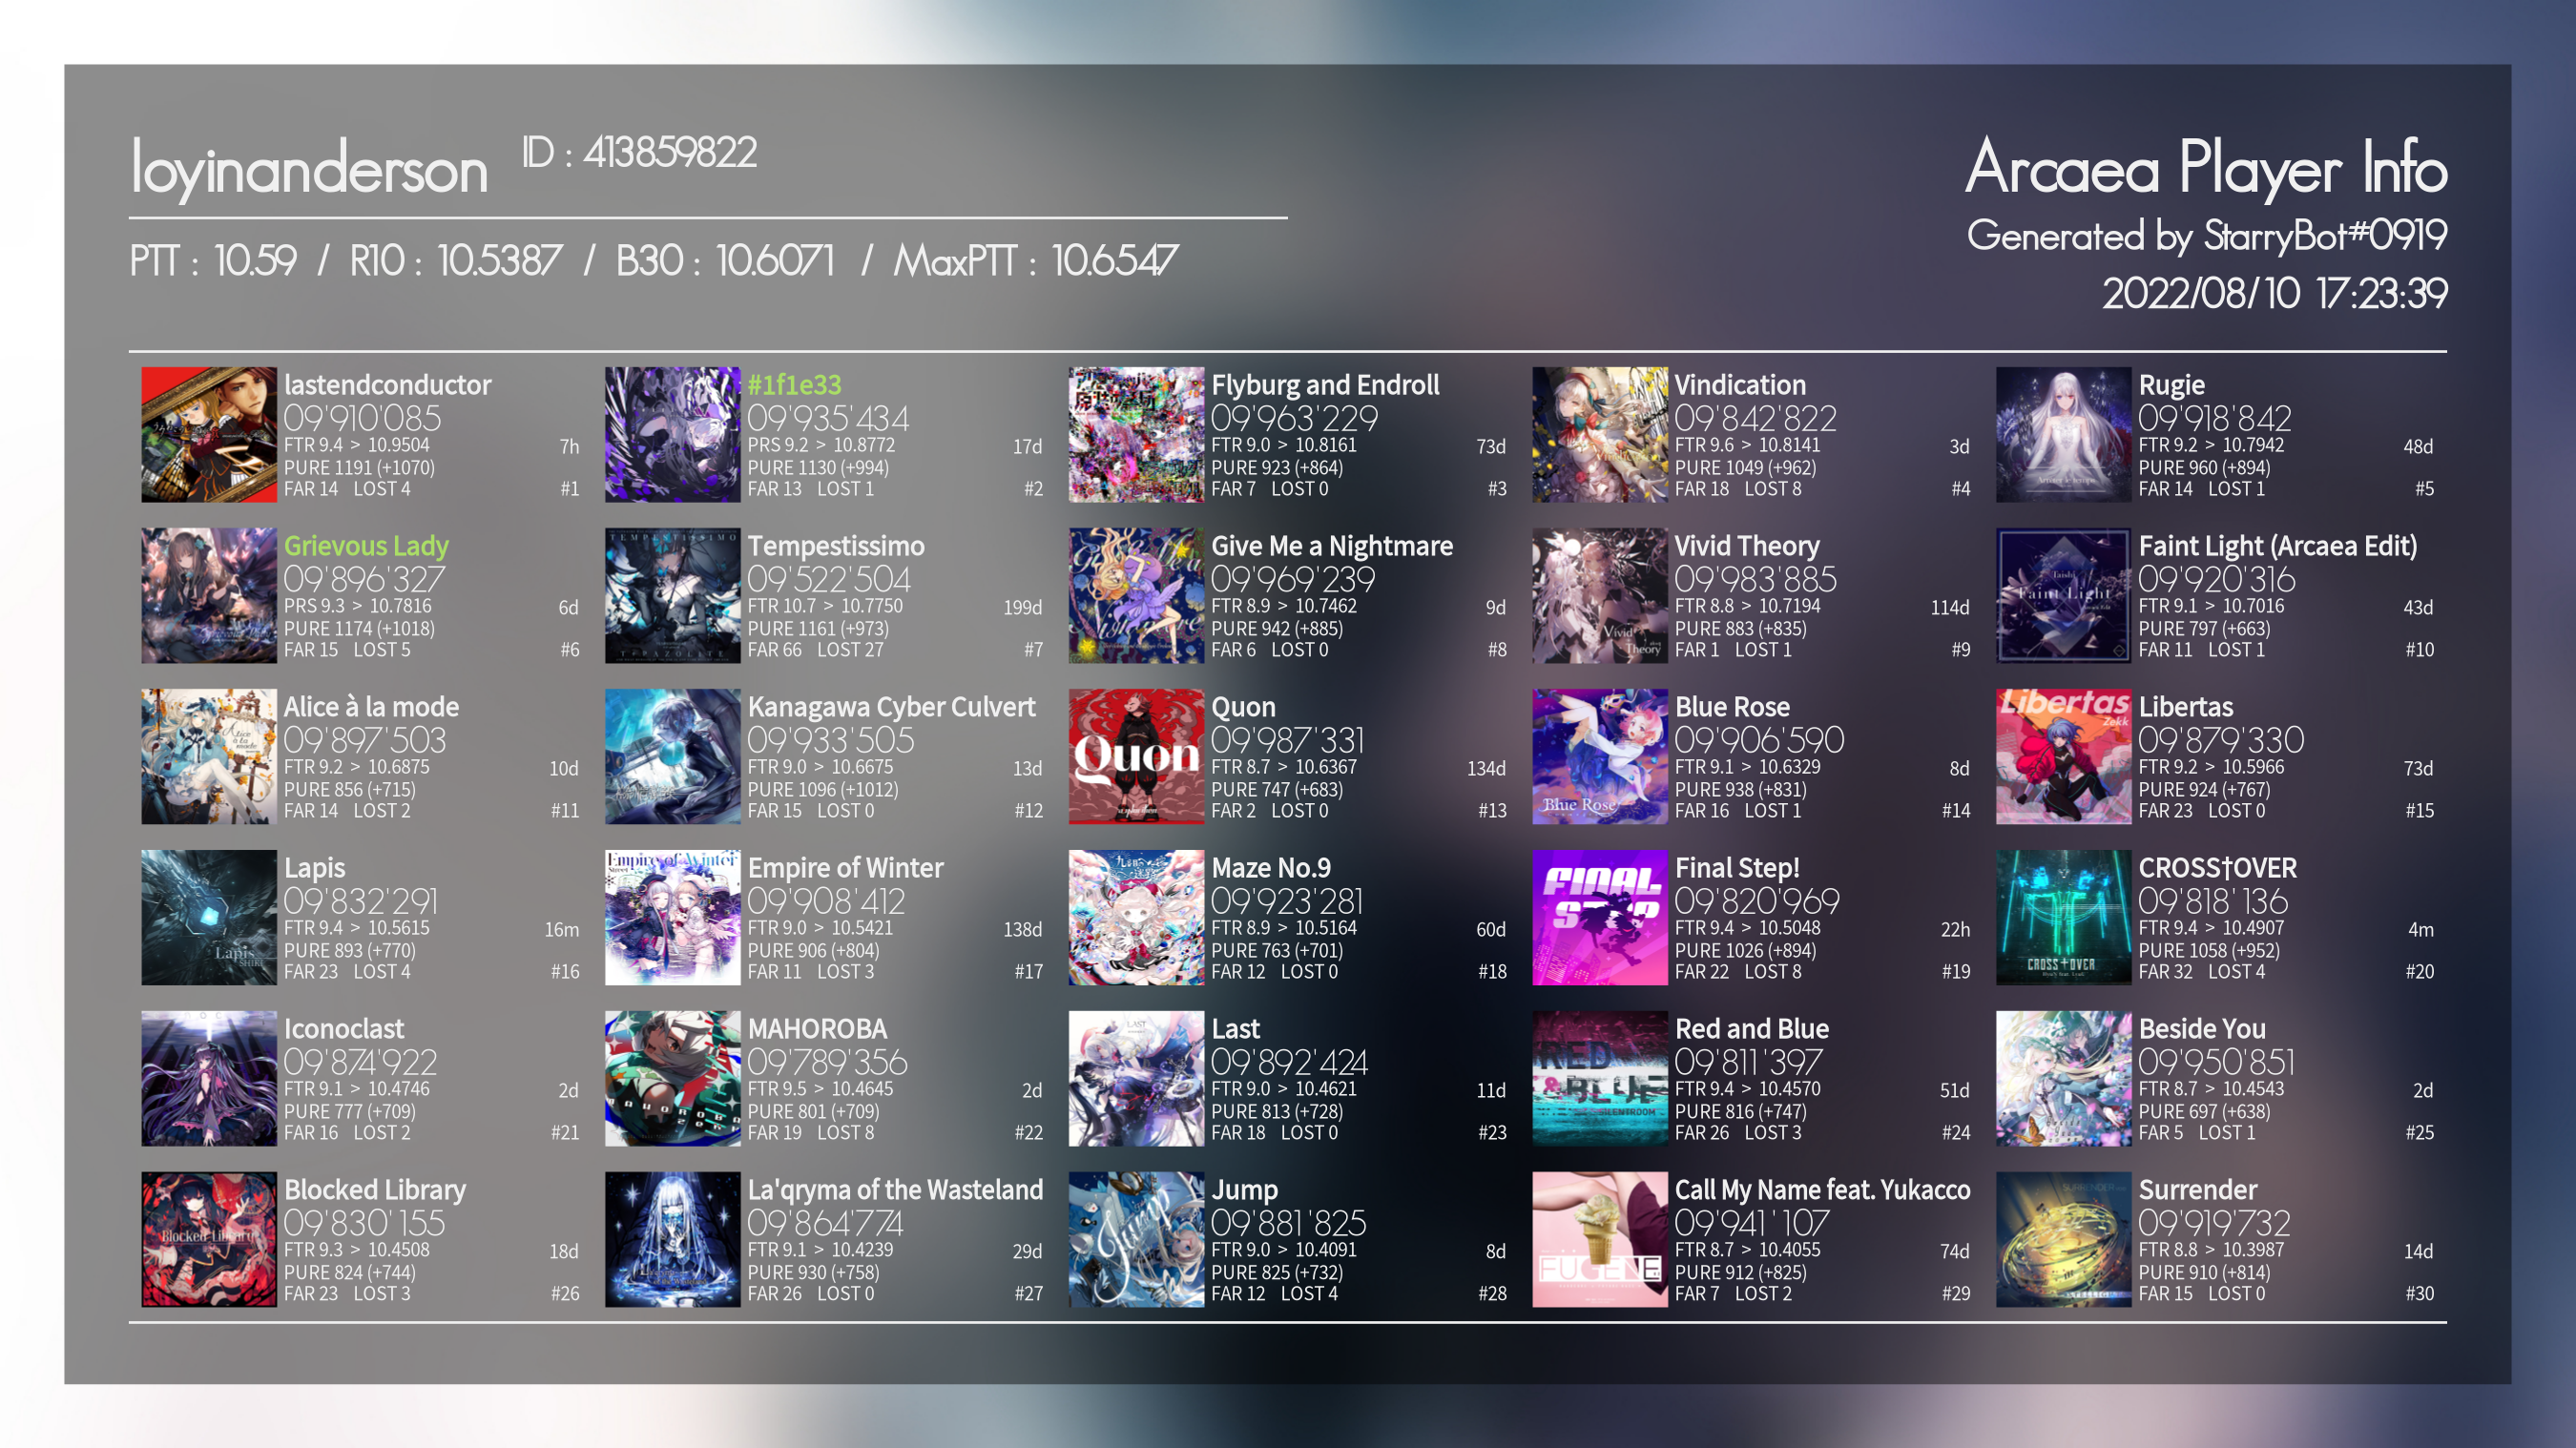 loyinanderson ID : 413859822
PTT : 10.59 / R10 : 10.5387 / B30 : 10.6071 / MaxPTT : 10.6547
Arcaea Player Info
Generated by StarryBot#0919
2022/08/10 17:23:39
lastendconductor
09'910'085
FTR 9.4 > 10.9504 7h
PURE 1191 (+1070)
FAR 14 LOST 4 #1
#1f1e33
09'935'434
PRS 9.2 > 10.8772 17d
PURE 1130 (+994)
FAR 13 LOST 1 #2
Flyburg and Endroll
09'963'229
FTR 9.0 > 10.8161 73d
PURE 923 (+864)
FAR 7 LOST 0 #3
Vindication
09'842'822
FTR 9.6 > 10.8141 3d
PURE 1049 (+962)
FAR 18 LOST 8 #4
Rugie
09'918'842
FTR 9.2 > 10.7942 48d
PURE 960 (+894)
FAR 14 LOST 1 #5
Grievous Lady
09'896'327
PRS 9.3 > 10.7816 6d
PURE 1174 (+1018)
FAR 15 LOST 5 #6
TEMPESTISSIMO
Tempestissimo
09'522'504
FTR 10.7 > 10.7750 199d
PURE 1161 (+973)
FAR 66 LOST 27 #7
Give Me a Nightmare
09'969'239
FTR 8.9 > 10.7462 9d
PURE 942 (+885)
FAR 6 LOST 0 #8
Vivid Theory
Vivid Theory
09'983'885
FTR 8.8 > 10.7194 114d
PURE 883 (+835)
FAR 1 LOST 1 #9
Faint Light
Faint Light (Arcaea Edit)
09'920'316
FTR 9.1 > 10.7016 43d
PURE 797 (+663)
FAR 11 LOST 1 #10
Alice à la mode
09'897'503
FTR 9.2 > 10.6875 10d
PURE 856 (+715)
FAR 14 LOST 2 #11
Kanagawa Cyber Culvert
09'933'505
FTR 9.0 > 10.6675 13d
PURE 1096 (+1012)
FAR 15 LOST 0 #12
Quon
Quon
09'987'331
FTR 8.7 > 10.6367 134d
PURE 747 (+683)
FAR 2 LOST 0 #13
Blue Rose
Blue Rose
09'906'590
FTR 9.1 > 10.6329 8d
PURE 938 (+831)
FAR 16 LOST 1 #14
Libertas
Zekk
Libertas
09'879'330
FTR 9.2 > 10.5966 73d
PURE 924 (+767)
FAR 23 LOST 0 #15
Lapis
Lapis
09'832'291
FTR 9.4 > 10.5615 16m
PURE 893 (+770)
FAR 23 LOST 4 #16
Empire of Winter
Empire of Winter
09'908'412
FTR 9.0 > 10.5421 138d
PURE 906 (+804)
FAR 11 LOST 3 #17
Maze No.9
09'923'281
FTR 8.9 > 10.5164 60d
PURE 763 (+701)
FAR 12 LOST 0 #18
FINAL STEP
Final Step!
09'820'969
FTR 9.4 > 10.5048 22h
PURE 1026 (+894)
FAR 22 LOST 8 #19
CROSS†OVER
CROSS†OVER
09'818'136
FTR 9.4 > 10.4907 4m
PURE 1058 (+952)
FAR 32 LOST 4 #20
Iconoclast
09'874'922
FTR 9.1 > 10.4746 2d
PURE 777 (+709)
FAR 16 LOST 2 #21
MAHOROBA
09'789'356
FTR 9.5 > 10.4645 2d
PURE 801 (+709)
FAR 19 LOST 8 #22
LAST
Last
09'892'424
FTR 9.0 > 10.4621 11d
PURE 813 (+728)
FAR 18 LOST 0 #23
RED & BLUE
SILENTROOM
Red and Blue
09'811'397
FTR 9.4 > 10.4570 51d
PURE 816 (+747)
FAR 26 LOST 3 #24
Beside You
09'950'851
FTR 8.7 > 10.4543 2d
PURE 697 (+638)
FAR 5 LOST 1 #25
Blocked Library
Blocked Library
09'830'155
FTR 9.3 > 10.4508 18d
PURE 824 (+744)
FAR 23 LOST 3 #26
La'qryma of the Wasteland
09'864'774
FTR 9.1 > 10.4239 29d
PURE 930 (+758)
FAR 26 LOST 0 #27
Jump
Jump
09'881'825
FTR 9.0 > 10.4091 8d
PURE 825 (+732)
FAR 12 LOST 4 #28
FUGENE
Call My Name feat. Yukacco
09'941'107
FTR 8.7 > 10.4055 74d
PURE 912 (+825)
FAR 7 LOST 2 #29
Surrender
09'919'732
FTR 8.8 > 10.3987 14d
PURE 910 (+814)
FAR 15 LOST 0 #30